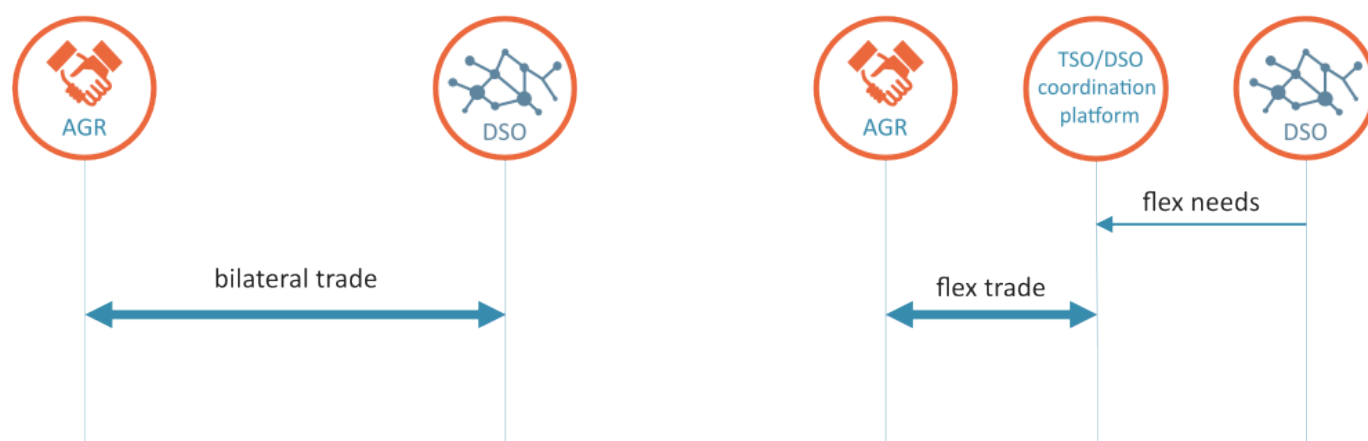 AGR
DSO
bilateral trade
AGR
TSO/DSO
coordination
platform
DSO
flex needs
flex trade